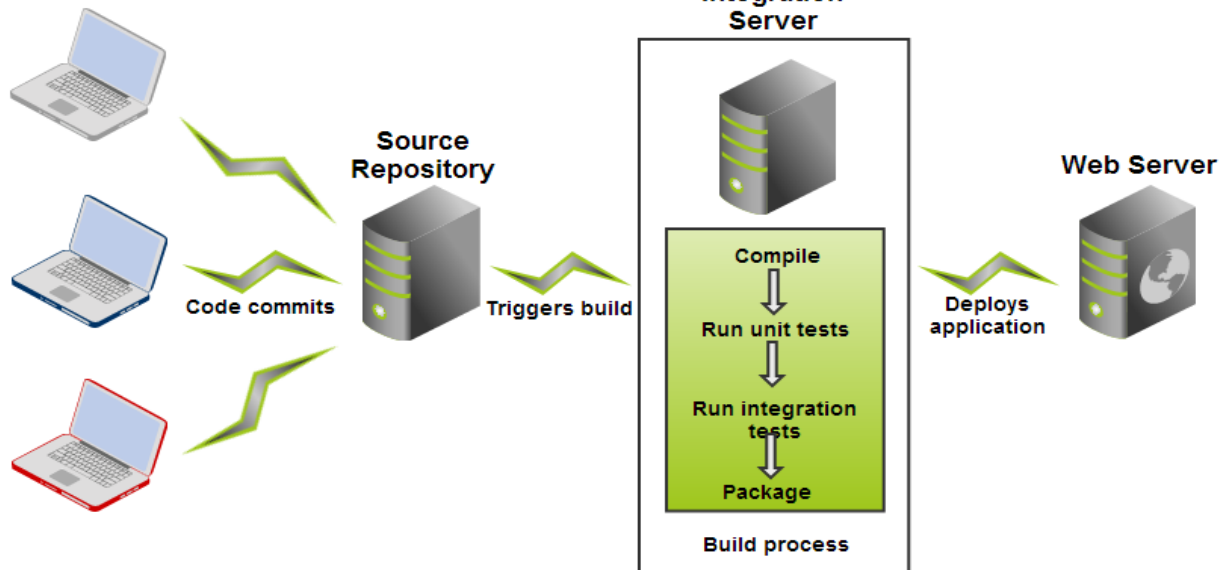 Integration
Server
Source
Repository
Web Server
Compile
Code commits
Triggers build
Run unit tests
Deploys
application
Run integration
tests
Package
Build process